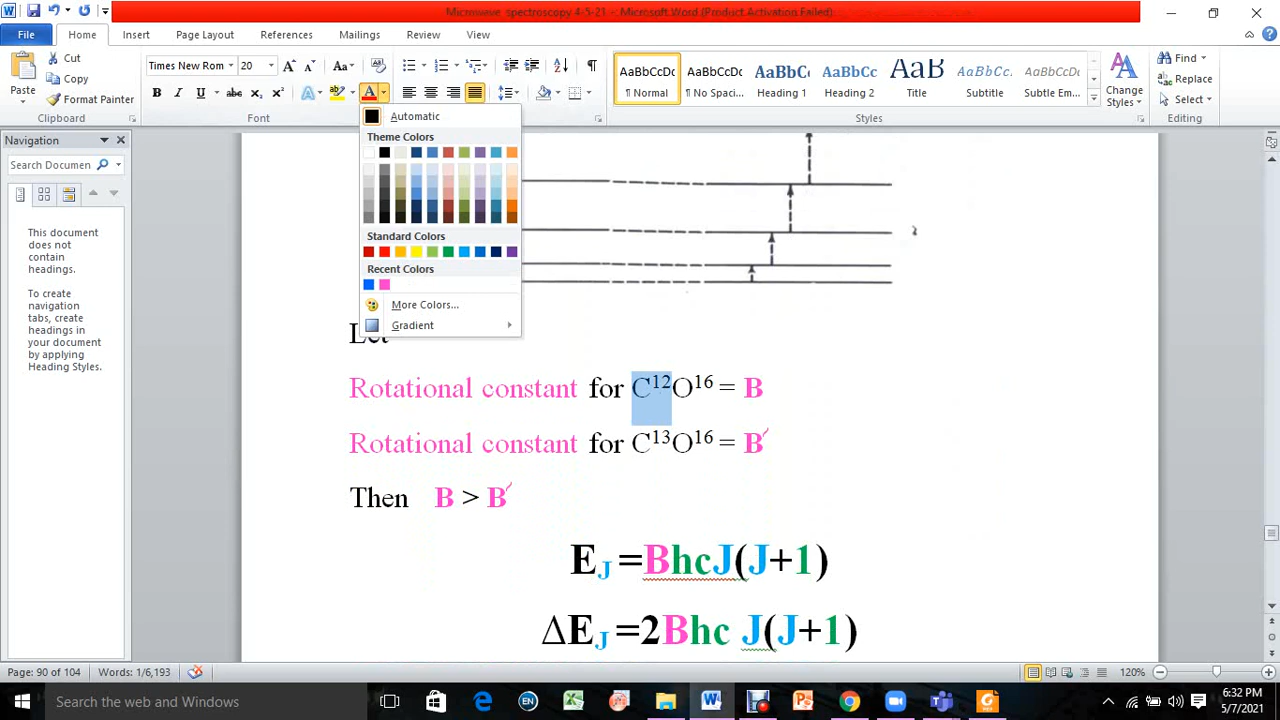 Microwave spectroscopy 4-5-21 - Microsoft Word (Product Activation Failed)
File Home Insert Page Layout References Mailings Review View
Paste
Cut
Copy
Format Painter
Clipboard
Times New Rom 20
Font
AaBbCcDc AaBbCcDc AaBbC AaBbCc AaB AaBbCcL AaBbCcDc
¶ Normal ¶ No Spaci... Heading 1 Heading 2 Title Subtitle Subtle Em...
Styles
Change Styles
Find
Replace
Select
Editing
Automatic
Theme Colors
Standard Colors
Recent Colors
More Colors...
Gradient
Navigation
Search Documen
This document
does not
contain
headings.
To create
navigation
tabs, create
headings in
your document
by applying
Heading Styles.
Let
Rotational constant for C¹²O¹⁶ = B
Rotational constant for C¹³O¹⁶ = B′
Then B > B′
E_J =BhcJ(J+1)
ΔE_J =2Bhc J(J+1)
Page: 90 of 104 Words: 1/6,193 120%
Search the web and Windows
6:32 PM
5/7/2021